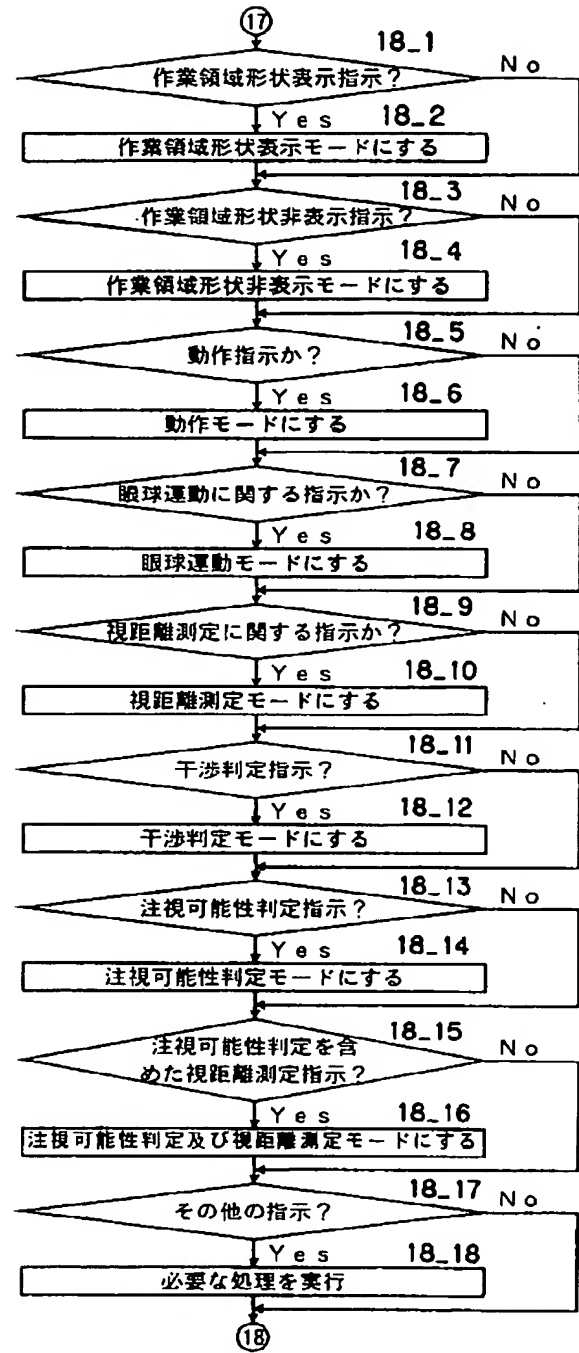 17
18_1
作業領域形状表示指示？
No
Yes
18_2
作業領域形状表示モードにする
18_3
作業領域形状非表示指示？
No
Yes
18_4
作業領域形状非表示モードにする
18_5
動作指示か？
No
Yes
18_6
動作モードにする
18_7
眼球運動に関する指示か？
No
Yes
18_8
眼球運動モードにする
18_9
視距離測定に関する指示か？
No
Yes
18_10
視距離測定モードにする
18_11
干渉判定指示？
No
Yes
18_12
干渉判定モードにする
18_13
注視可能性判定指示？
No
Yes
18_14
注視可能性判定モードにする
18_15
注視可能性判定を含
めた視距離測定指示？
No
Yes
18_16
注視可能性判定及び視距離測定モードにする
18_17
その他の指示？
No
Yes
18_18
必要な処理を実行
18